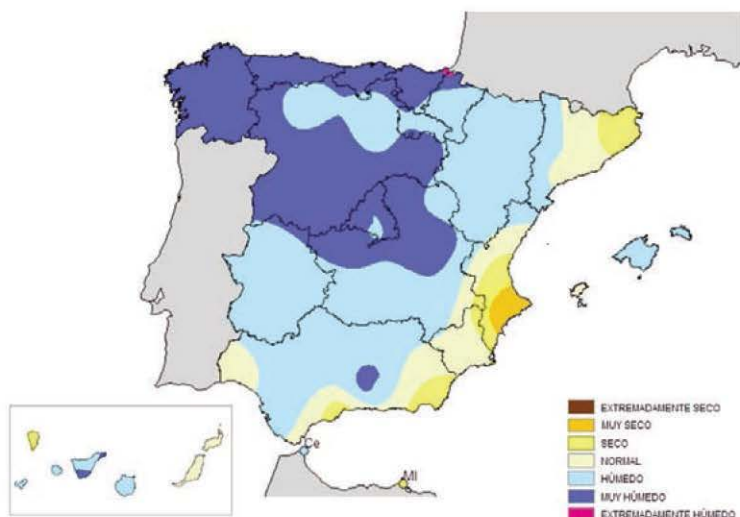 Ce
Ml
EXTREMADAMENTE SECO
MUY SECO
SECO
NORMAL
HÚMEDO
MUY HÚMEDO
EXTREMADAMENTE HÚMEDO